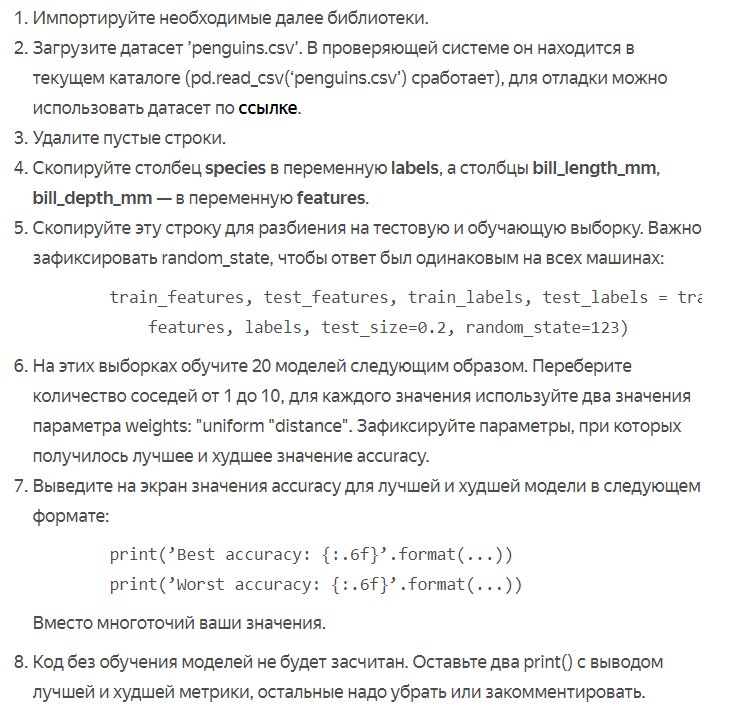 1. Импортируйте необходимые далее библиотеки.
2. Загрузите датасет ’penguins.csv’. В проверяющей системе он находится в
текущем каталоге (pd.read_csv(‘penguins.csv’) сработает), для отладки можно
использовать датасет по ссылке.
3. Удалите пустые строки.
4. Скопируйте столбец species в переменную labels, а столбцы bill_length_mm,
bill_depth_mm — в переменную features.
5. Скопируйте эту строку для разбиения на тестовую и обучающую выборку. Важно
зафиксировать random_state, чтобы ответ был одинаковым на всех машинах:
train_features, test_features, train_labels, test_labels = tra
features, labels, test_size=0.2, random_state=123)
6. На этих выборках обучите 20 моделей следующим образом. Переберите
количество соседей от 1 до 10, для каждого значения используйте два значения
параметра weights: "uniform "distance". Зафиксируйте параметры, при которых
получилось лучшее и худшее значение accuracy.
7. Выведите на экран значения accuracy для лучшей и худшей модели в следующем
формате:
print(’Best accuracy: {:.6f}’.format(...))
print(’Worst accuracy: {:.6f}’.format(...))
Вместо многоточий ваши значения.
8. Код без обучения моделей не будет засчитан. Оставьте два print() с выводом
лучшей и худшей метрики, остальные надо убрать или закомментировать.